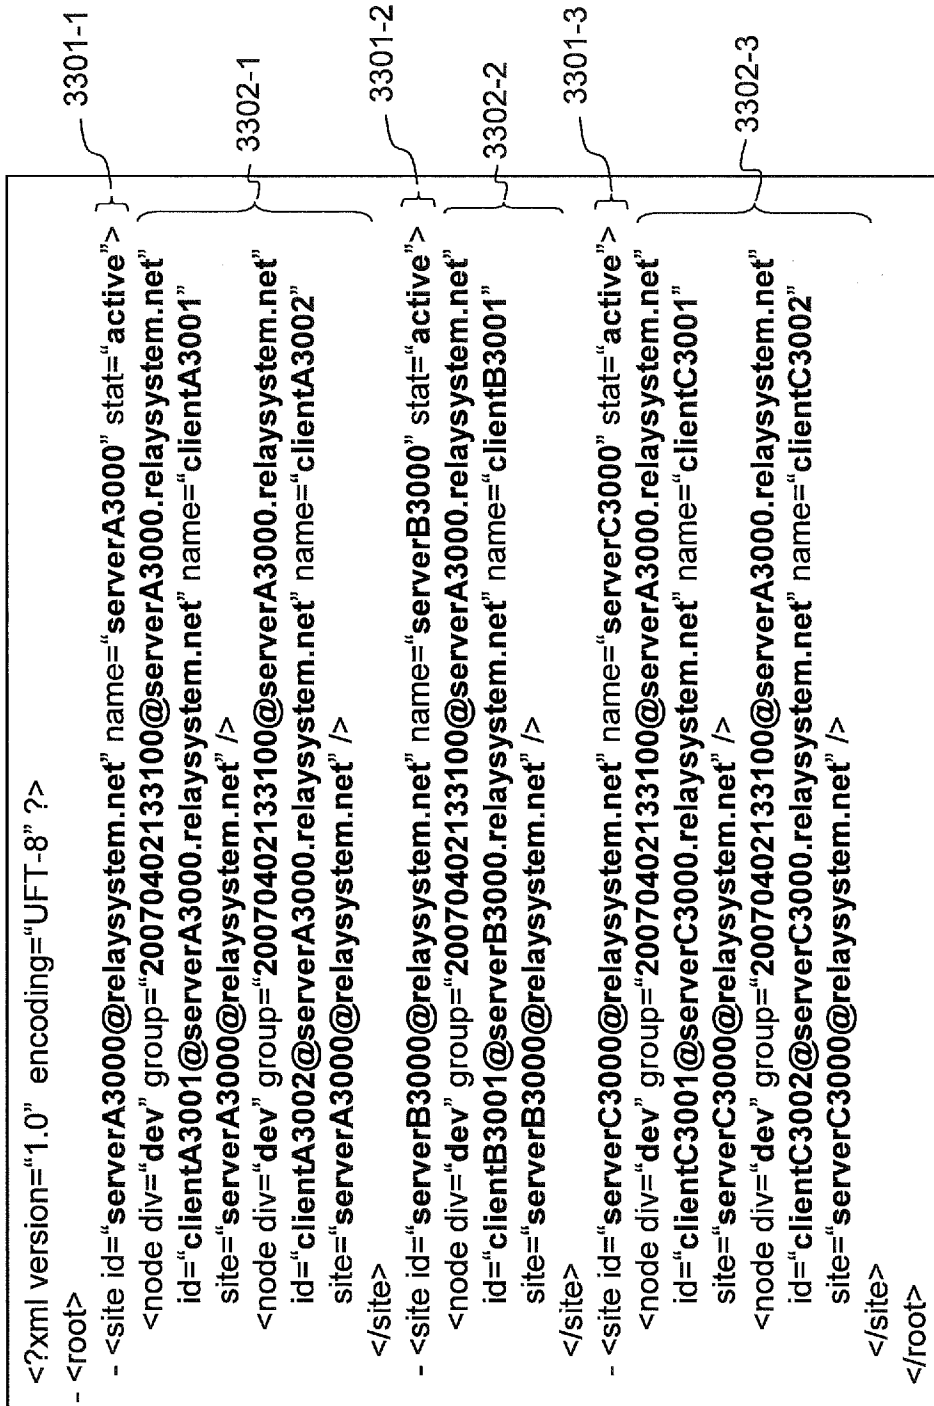 <?xml version=“1.0” encoding=“UFT-8” ?>
- <root>
- <site id=“serverA3000@relaysystem.net” name=“serverA3000” stat=“active”>
3301-1
<node div=“dev” group=“20070402133100@serverA3000.relaysystem.net”
id=“clientA3001@serverA3000.relaysystem.net” name=“clientA3001”
site=“serverA3000@relaysystem.net” />
3302-1
<node div=“dev” group=“20070402133100@serverA3000.relaysystem.net”
id=“clientA3002@serverA3000.relaysystem.net” name=“clientA3002”
site=“serverA3000@relaysystem.net” />
</site>
- <site id=“serverB3000@relaysystem.net” name=“serverB3000” stat=“active”>
3301-2
<node div=“dev” group=“20070402133100@serverA3000.relaysystem.net”
id=“clientB3001@serverB3000.relaysystem.net” name=“clientB3001”
3302-2
site=“serverB3000@relaysystem.net” />
</site>
- <site id=“serverC3000@relaysystem.net” name=“serverC3000” stat=“active”>
3301-3
<node div=“dev” group=“20070402133100@serverA3000.relaysystem.net”
id=“clientC3001@serverC3000.relaysystem.net” name=“clientC3001”
site=“serverC3000@relaysystem.net” />
3302-3
<node div=“dev” group=“20070402133100@serverA3000.relaysystem.net”
id=“clientC3002@serverC3000.relaysystem.net” name=“clientC3002”
site=“serverC3000@relaysystem.net” />
</site>
</root>